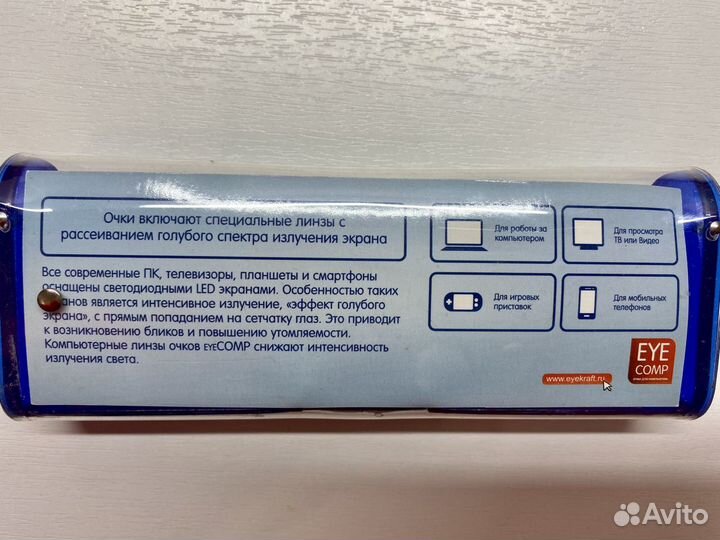 Очки включают специальные линзы с
рассеиванием голубого спектра излучения экрана
Все современные ПК, телевизоры, планшеты и смартфоны
оснащены светодиодными LED экранами. Особенностью таких
экранов является интенсивное излучение, «эффект голубого
экрана», с прямым попаданием на сетчатку глаз. Это приводит
к возникновению бликов и повышению утомляемости.
Компьютерные линзы очков EYECOMP снижают интенсивность
излучения света.
Для работы за
компьютером
Для просмотра
ТВ или Видео
Для игровых
приставок
Для мобильных
телефонов
www.eyekraft.ru
EYE
COMP
Avito